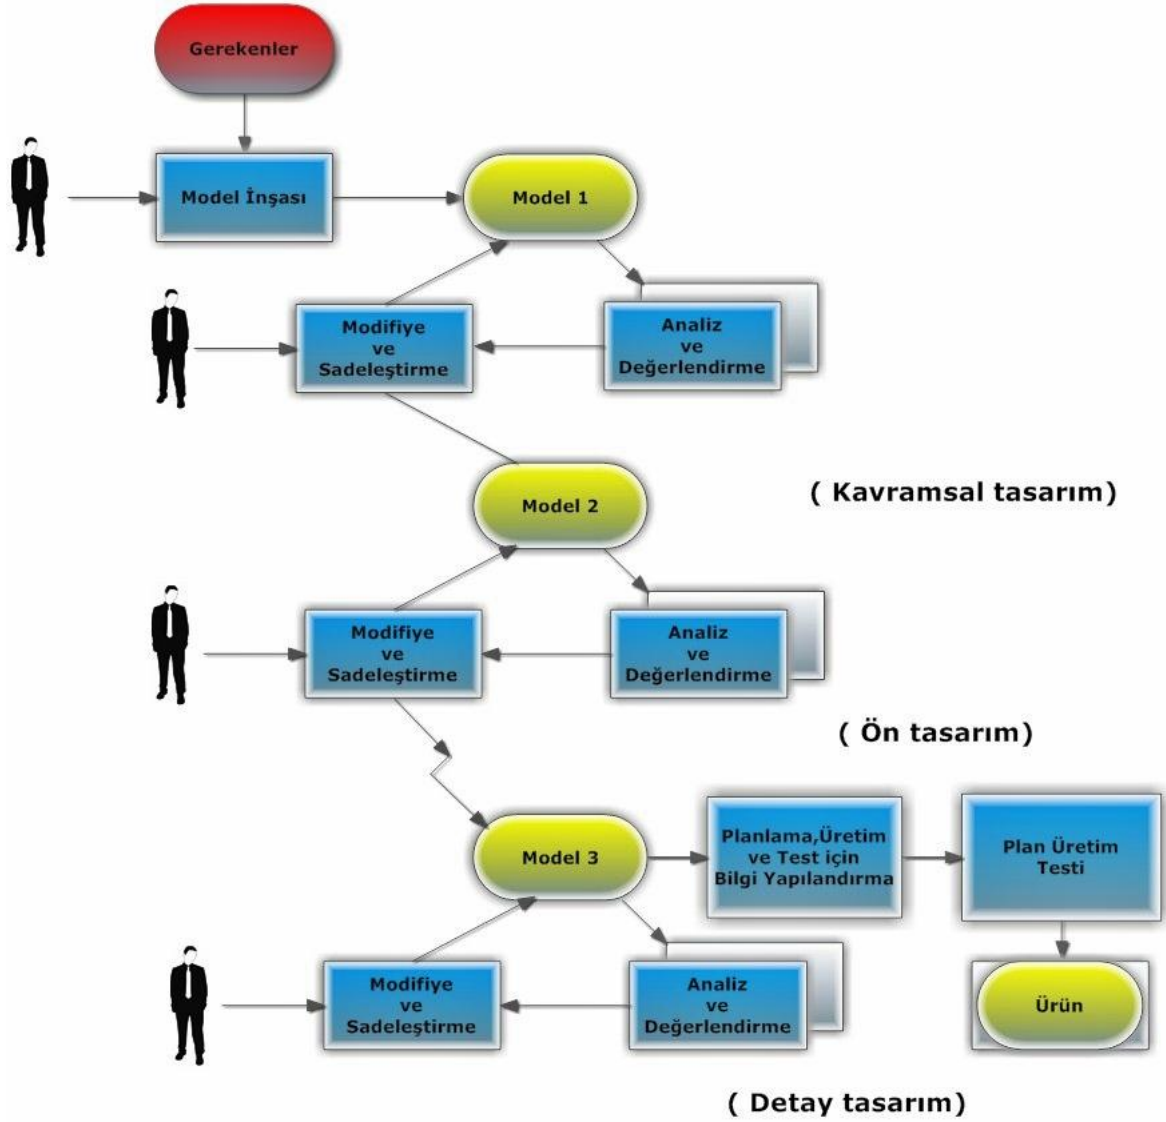 Gerekenler
Model İnşası
Model 1
Modifiye
ve
Sadeleştirme
Analiz
ve
Değerlendirme
( Kavramsal tasarım)
Model 2
Modifiye
ve
Sadeleştirme
Analiz
ve
Değerlendirme
( Ön tasarım)
Model 3
Planlama,Üretim
ve Test için
Bilgi Yapılandırma
Plan Üretim
Testi
Modifiye
ve
Sadeleştirme
Analiz
ve
Değerlendirme
Ürün
( Detay tasarım)